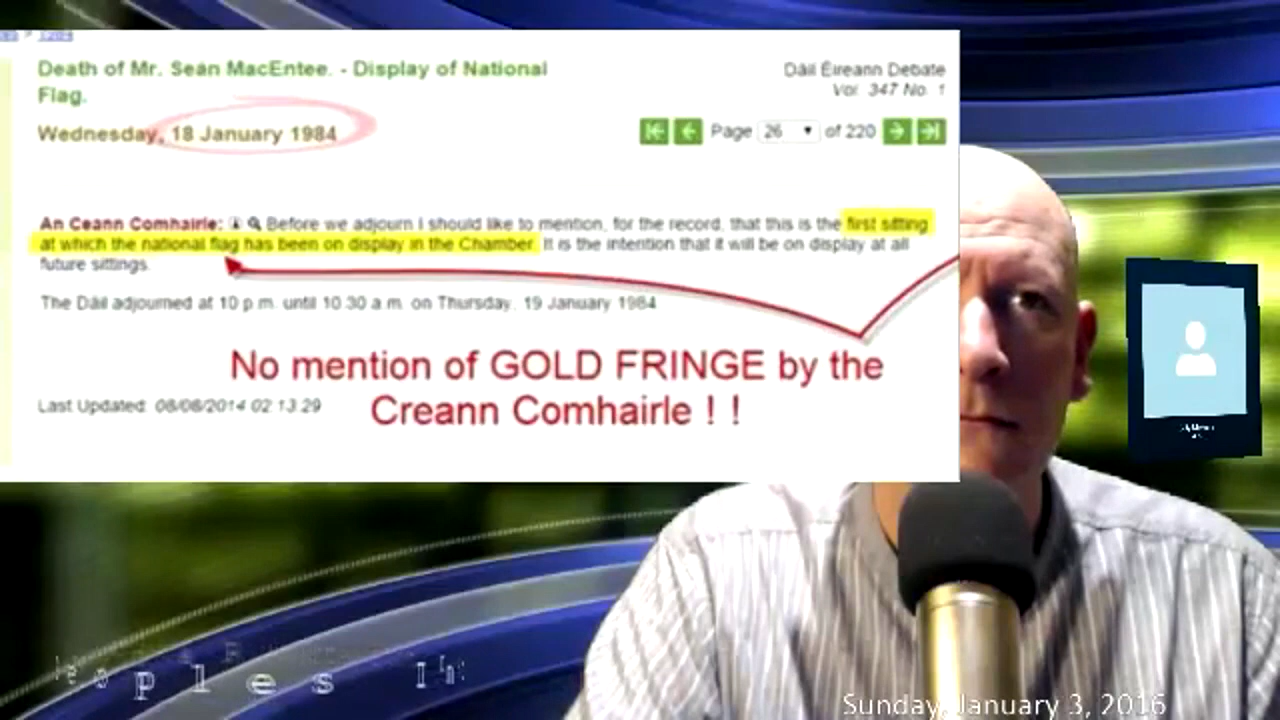 Death of Mr. Seán MacEntee. - Display of National
Flag.
Dáil Éireann Debate
Vol. 347 No. 1
Wednesday, 18 January 1984
Page 26 of 220
An Ceann Comhairle: Before we adjourn I should like to mention, for the record, that this is the first sitting
at which the national flag has been on display in the Chamber. It is the intention that it will be on display at all
future sittings.
The Dáil adjourned at 10 p.m. until 10.30 a.m. on Thursday, 19 January 1984
No mention of GOLD FRINGE by the
Creann Comhairle ! !
Last Updated: 06/08/2014 02:13:29
p l e s
Sunday, January 3, 2016